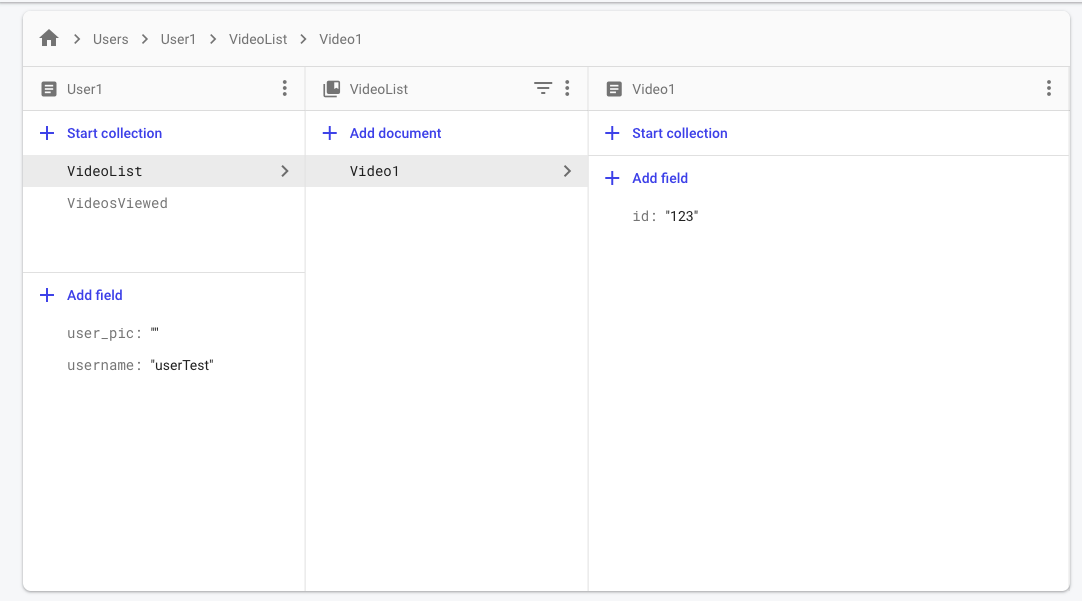 Users User1 VideoList Video1
User1
Start collection
VideoList
VideosViewed
Add field
user_pic: ""
username: "userTest"
VideoList
Add document
Video1
Video1
Start collection
Add field
id: "123"